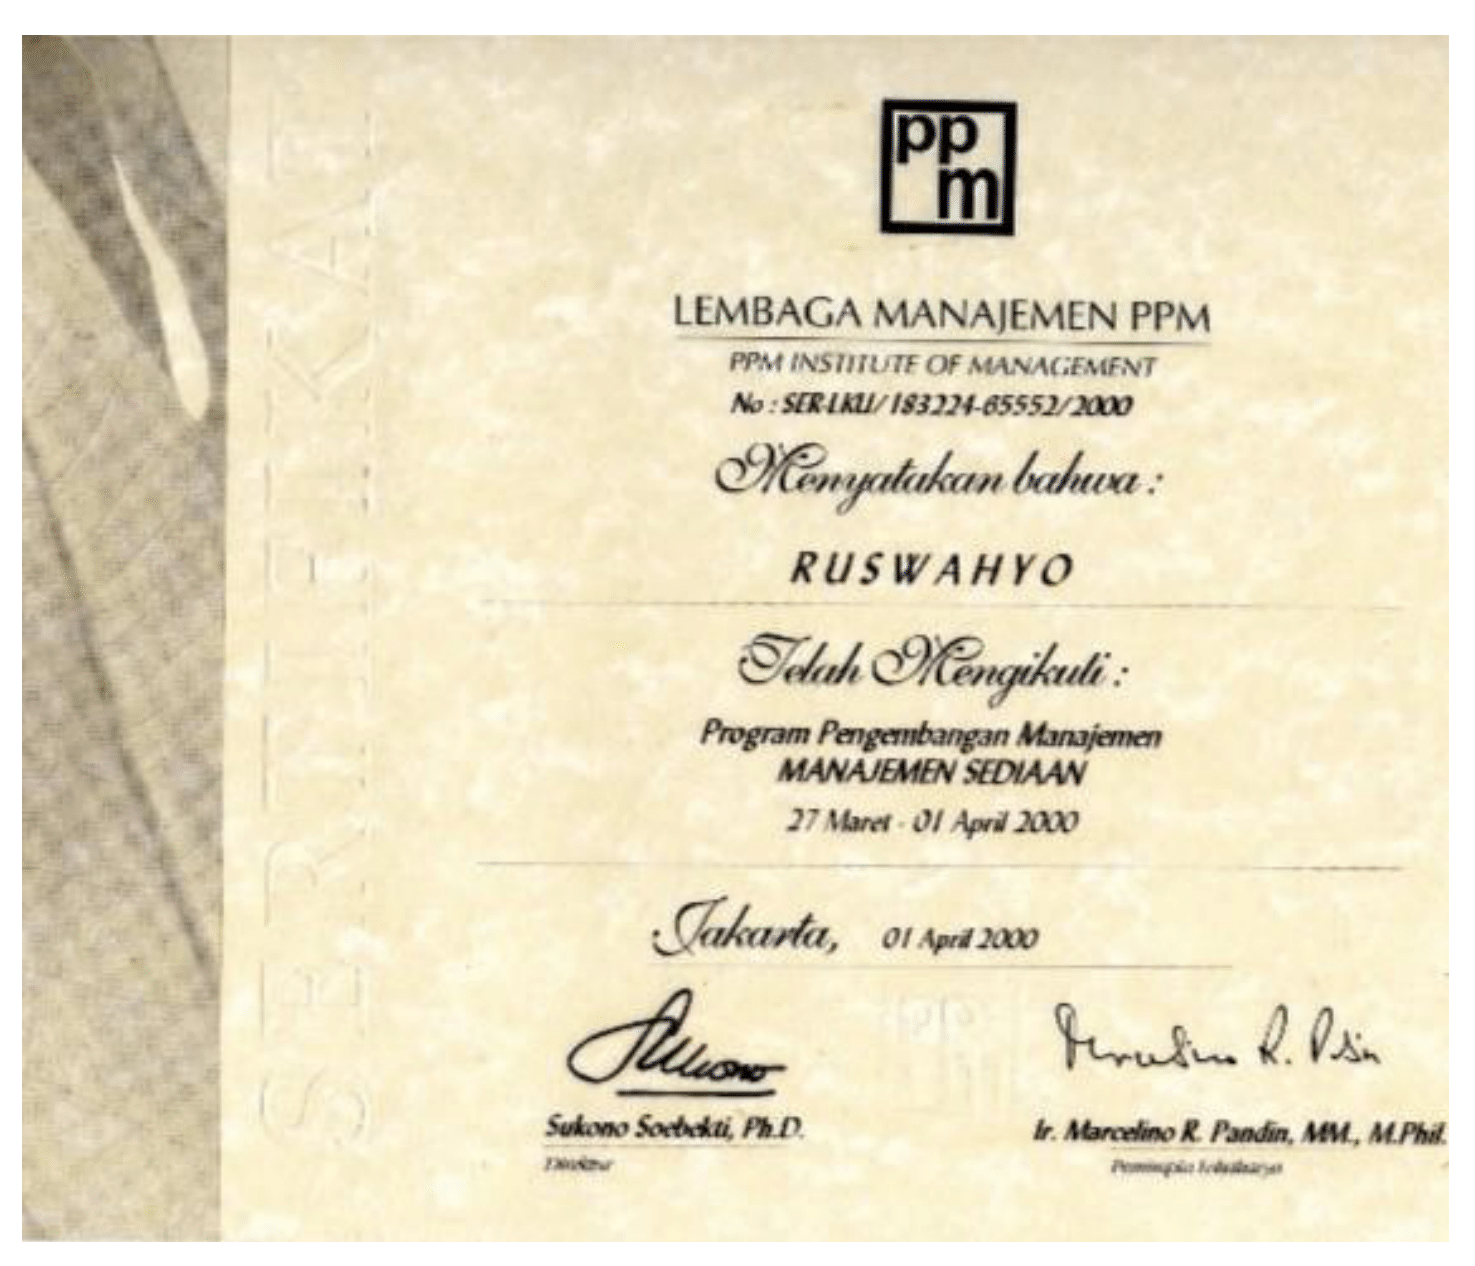 SERTIFIKAT
pp
m
LEMBAGA MANAJEMEN PPM
PPM INSTITUTE OF MANAGEMENT
No : SER-LKU/183224-65552/2000
Menyatakan bahwa :
RUSWAHYO
Telah Mengikuti :
Program Pengembangan Manajemen
MANAJEMEN SEDIAAN
27 Maret - 01 April 2000
Jakarta, 01 April 2000
Sukono Soebekti, Ph.D.
Ir. Marcelino R. Pandin, MM., M.Phil.
Direktur